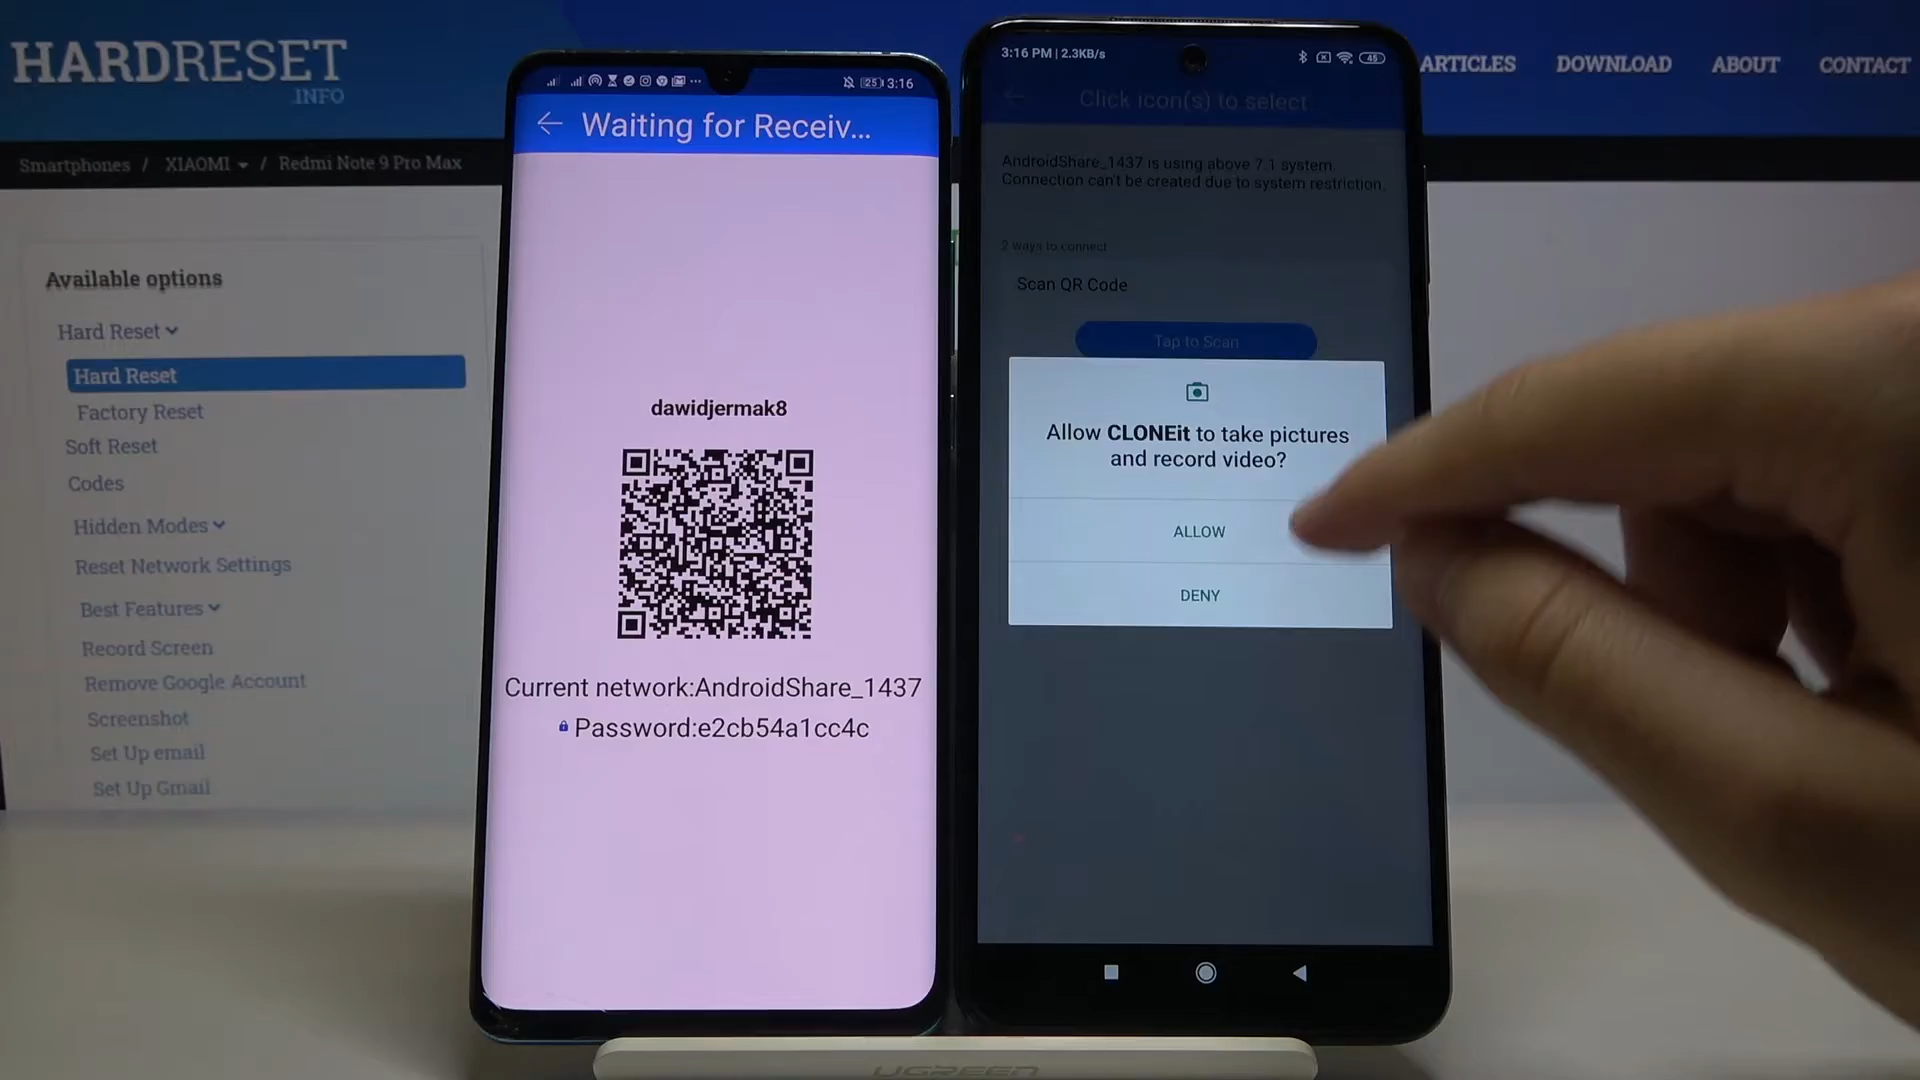 HARDRESET
.INFO
ARTICLES
DOWNLOAD
ABOUT
CONTACT
Smartphones / XIAOMI / Redmi Note 9 Pro Max
Available options
Hard Reset
Hard Reset
Factory Reset
Soft Reset
Codes
Hidden Modes
Reset Network Settings
Best Features
Record Screen
Remove Google Account
Screenshot
Set Up email
Set Up Gmail
25 3:16
Waiting for Receiv...
dawidjermak8
Current network:AndroidShare_1437
Password:e2cb54a1cc4c
3:16 PM | 2.3KB/s
45
Click icon(s) to select
AndroidShare_1437 is using above 7.1 system.
Connection can't be created due to system restriction.
2 ways to connect
Scan QR Code
Tap to Scan
Allow CLONEit to take pictures
and record video?
ALLOW
DENY
UGREEN